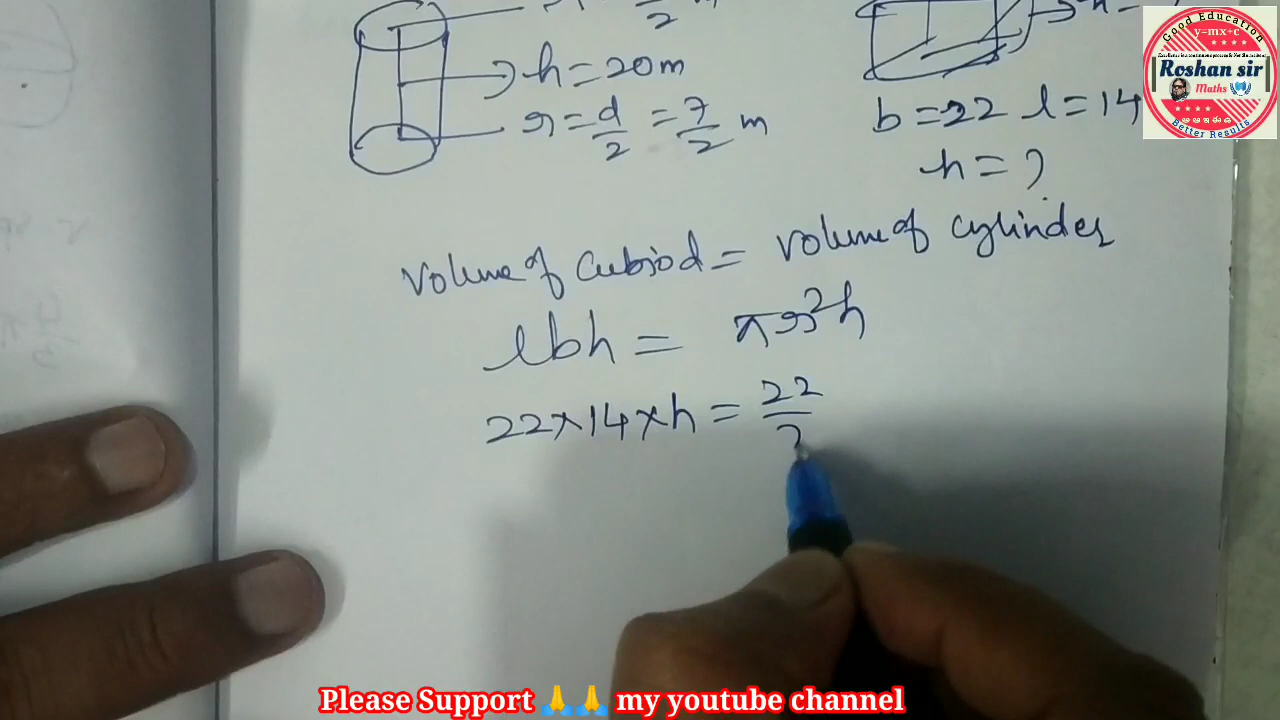 h=20m
r=d/2 =7/2 m
b=22 l=14
h=?
Volume of Cubiod = Volume of cylinder
lbh = πr²h
22×14×h = 22/7
Good Education
y=mx+c
Roshan sir
Maths
Better Results
Please Support 🙏🙏 my youtube channel